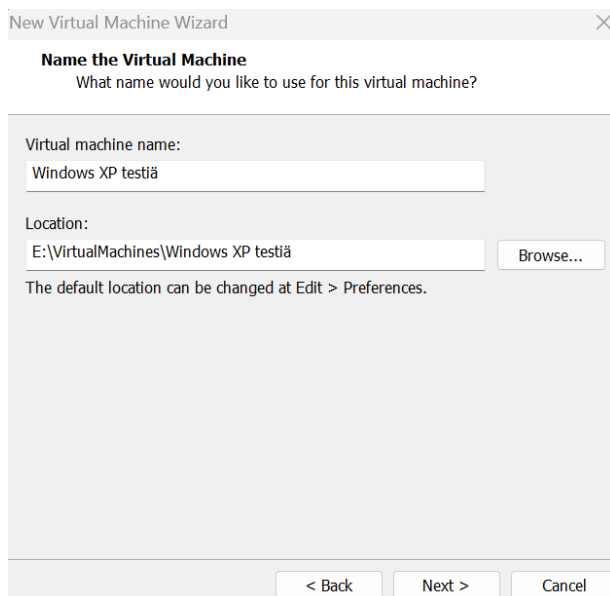 New Virtual Machine Wizard
Name the Virtual Machine
What name would you like to use for this virtual machine?
Virtual machine name:
Windows XP testiä
Location:
E:\VirtualMachines\Windows XP testiä
Browse...
The default location can be changed at Edit > Preferences.
< Back
Next >
Cancel